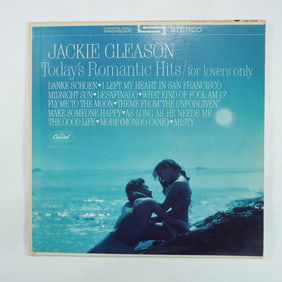 STEREO
JACKIE GLEASON
Today's Romantic Hits/for lovers only
DANKE SCHOEN • I LEFT MY HEART IN SAN FRANCISCO
MIDNIGHT SUN • DESAFINADO • WHAT KIND OF FOOL AM I?
FLY ME TO THE MOON • THEME FROM "THE UNFORGIVEN"
MAKE SOMEONE HAPPY • AS LONG AS HE NEEDS ME
THE GOOD LIFE • MORE (MONDO CANE) • MISTY
Capitol